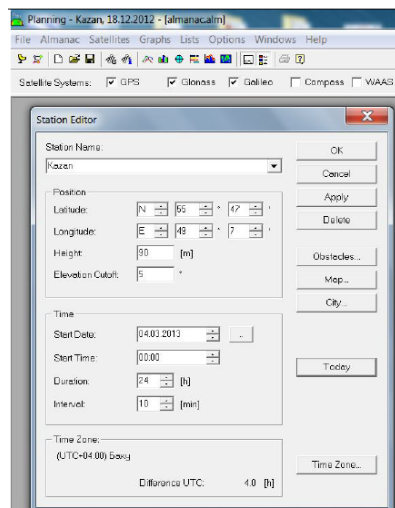 Planning - Kazan, 18.12.2012 - [almanac.alm]
File Almanac Satellites Graphs Lists Options Windows Help
Satellite Systems: GPS Glonass Galileo Compass WAAS
Station Editor
Station Name:
Kazan
OK
Cancel
Position
Apply
Latitude: N 55 ° 47 '
Delete
Longitude: E 49 ° 7 '
Height: 90 [m]
Obstacles...
Elevation Cutoff: 5 °
Map...
City...
Time
Start Date: 04.03.2013 ..
Start Time: 00:00
Today
Duration: 24 [h]
Interval: 10 [min]
Time Zone:
(UTC+04:00) Баку
Time Zone...
Difference UTC: 4.0 [h]